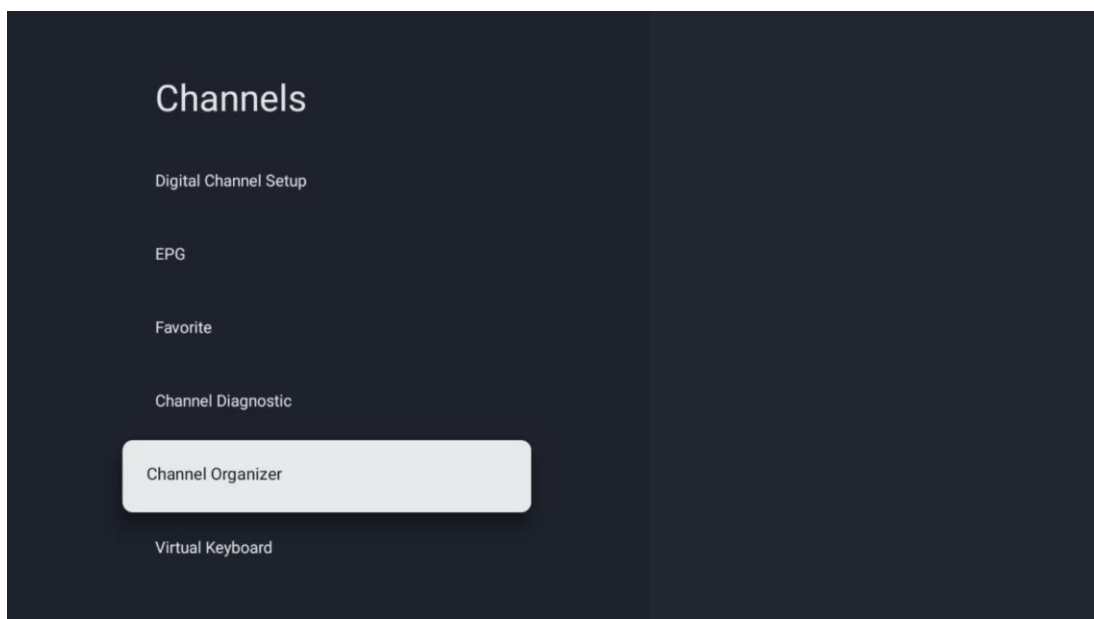 Channels
Digital Channel Setup
EPG
Favorite
Channel Diagnostic
Channel Organizer
Virtual Keyboard